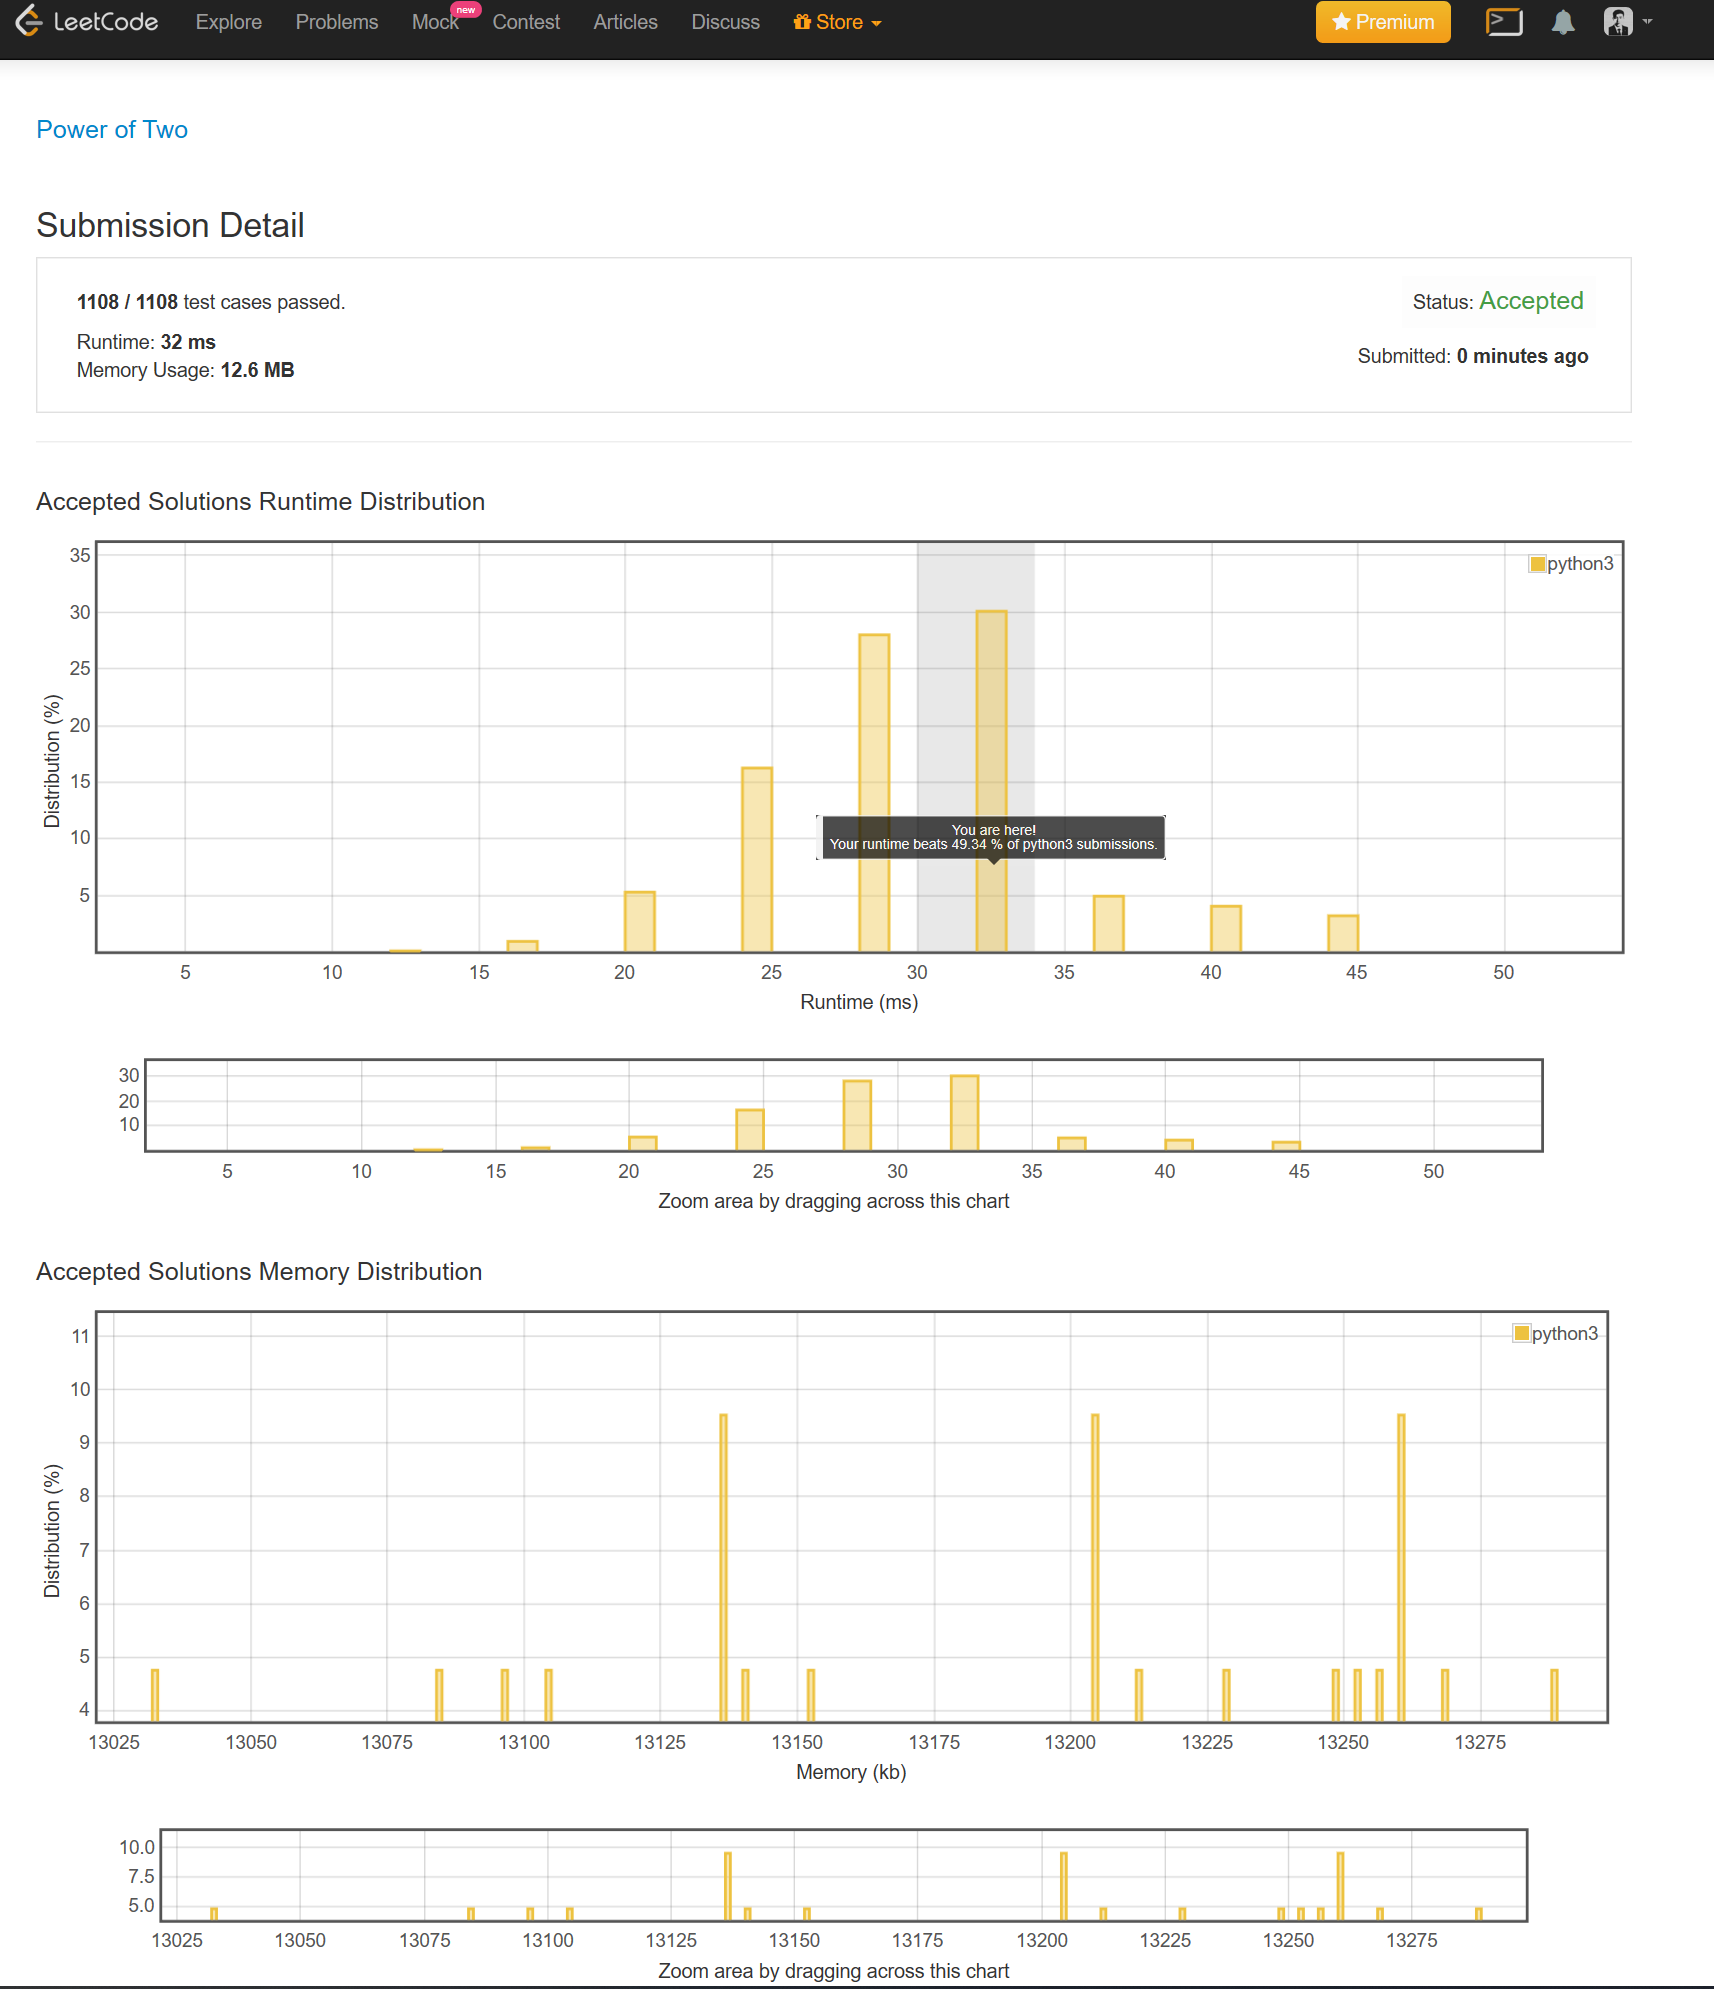 LeetCode Explore Problems Mock new Contest Articles Discuss Store Premium
Power of Two
Submission Detail
1108 / 1108 test cases passed.
Status: Accepted
Runtime: 32 ms
Submitted: 0 minutes ago
Memory Usage: 12.6 MB
Accepted Solutions Runtime Distribution
python3
35
30
25
20
15
10
5
Distribution (%)
You are here!
Your runtime beats 49.34 % of python3 submissions.
5 10 15 20 25 30 35 40 45 50
Runtime (ms)
30
20
10
5 10 15 20 25 30 35 40 45 50
Zoom area by dragging across this chart
Accepted Solutions Memory Distribution
python3
11
10
9
8
7
6
5
4
Distribution (%)
13025 13050 13075 13100 13125 13150 13175 13200 13225 13250 13275
Memory (kb)
10.0
7.5
5.0
13025 13050 13075 13100 13125 13150 13175 13200 13225 13250 13275
Zoom area by dragging across this chart